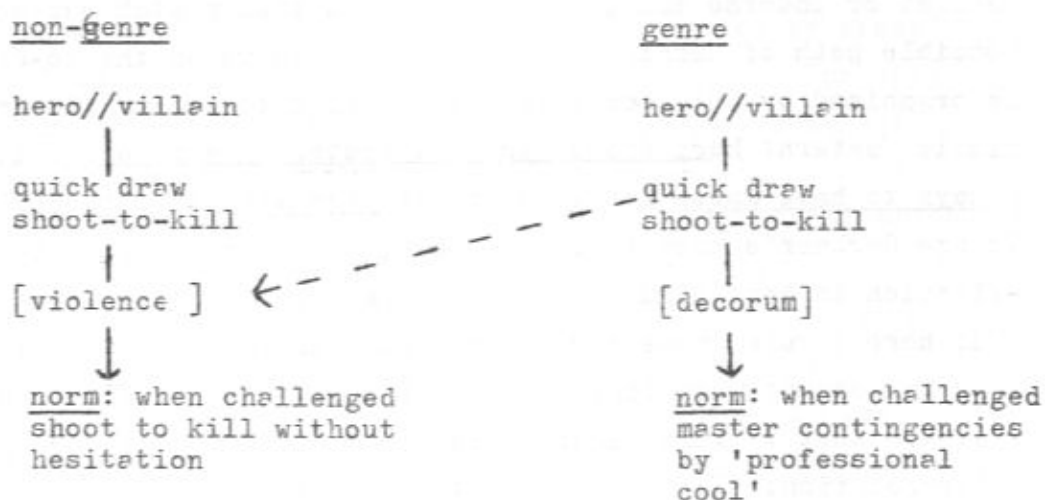 non-genre
hero//villain
quick draw
shoot-to-kill
[violence ]
norm: when challenged
shoot to kill without
hesitation
genre
hero//villain
quick draw
shoot-to-kill
[decorum]
norm: when challenged
master contingencies
by 'professional
cool'